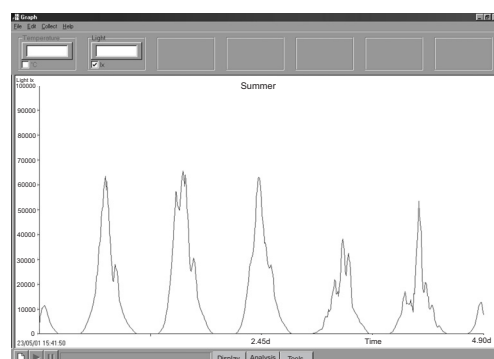 Graph
File Edit Collect Help
Temperature
Light
°C
lx
Light lx
Summer
100000
90000
80000
70000
60000
50000
40000
30000
20000
10000
0
23/05/01 15:41:50
2.45d
Time
4.90d
Display Analysis Tools